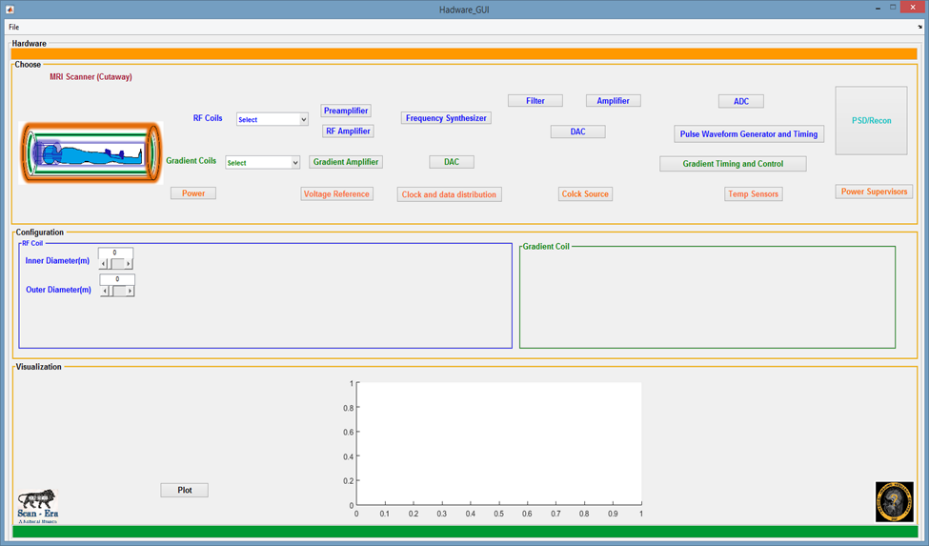 Hadware_GUI
File
Hardware
Choose
MRI Scanner (Cutaway)
RF Coils
Select
Preamplifier
RF Amplifier
Frequency Synthesizer
Filter
Amplifier
DAC
ADC
Pulse Waveform Generator and Timing
PSD/Recon
Gradient Coils
Select
Gradient Amplifier
DAC
Gradient Timing and Control
Power
Voltage Reference
Clock and data distribution
Colck Source
Temp Sensors
Power Supervisors
Configuration
RF Coil
Inner Diameter(m)
0
Outer Diameter(m)
0
Gradient Coil
Visualization
1
0.8
0.6
0.4
0.2
0
0 0.1 0.2 0.3 0.4 0.5 0.6 0.7 0.8 0.9 1
Plot
Scan - Era